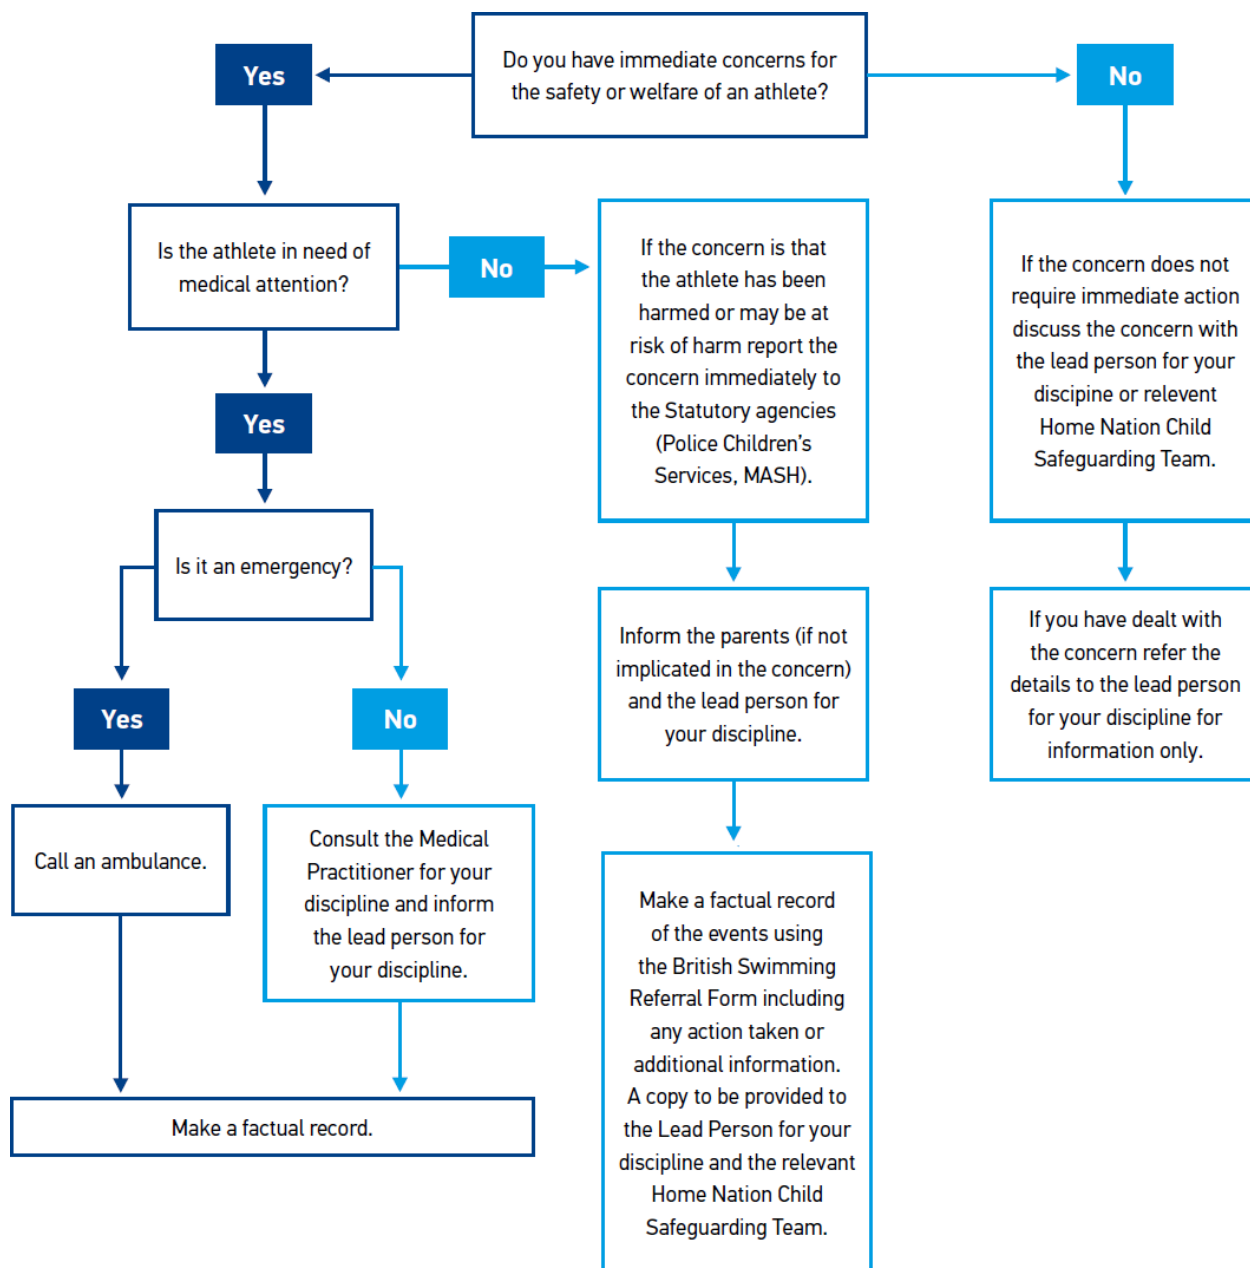 Do you have immediate concerns for
the safety or welfare of an athlete?
Yes
No
Is the athlete in need of
medical attention?
No
If the concern is that
the athlete has been
harmed or may be at
risk of harm report the
concern immediately to
the Statutory agencies
(Police Children's
Services, MASH).
If the concern does not
require immediate action
discuss the concern with
the lead person for your
discipine or relevent
Home Nation Child
Safeguarding Team.
Yes
Is it an emergency?
Inform the parents (if not
implicated in the concern)
and the lead person for
your discipline.
If you have dealt with
the concern refer the
details to the lead person
for your discipline for
information only.
Yes
No
Call an ambulance.
Consult the Medical
Practitioner for your
discipline and inform
the lead person for
your discipline.
Make a factual record
of the events using
the British Swimming
Referral Form including
any action taken or
additional information.
A copy to be provided to
the Lead Person for your
discipline and the relevant
Home Nation Child
Safeguarding Team.
Make a factual record.